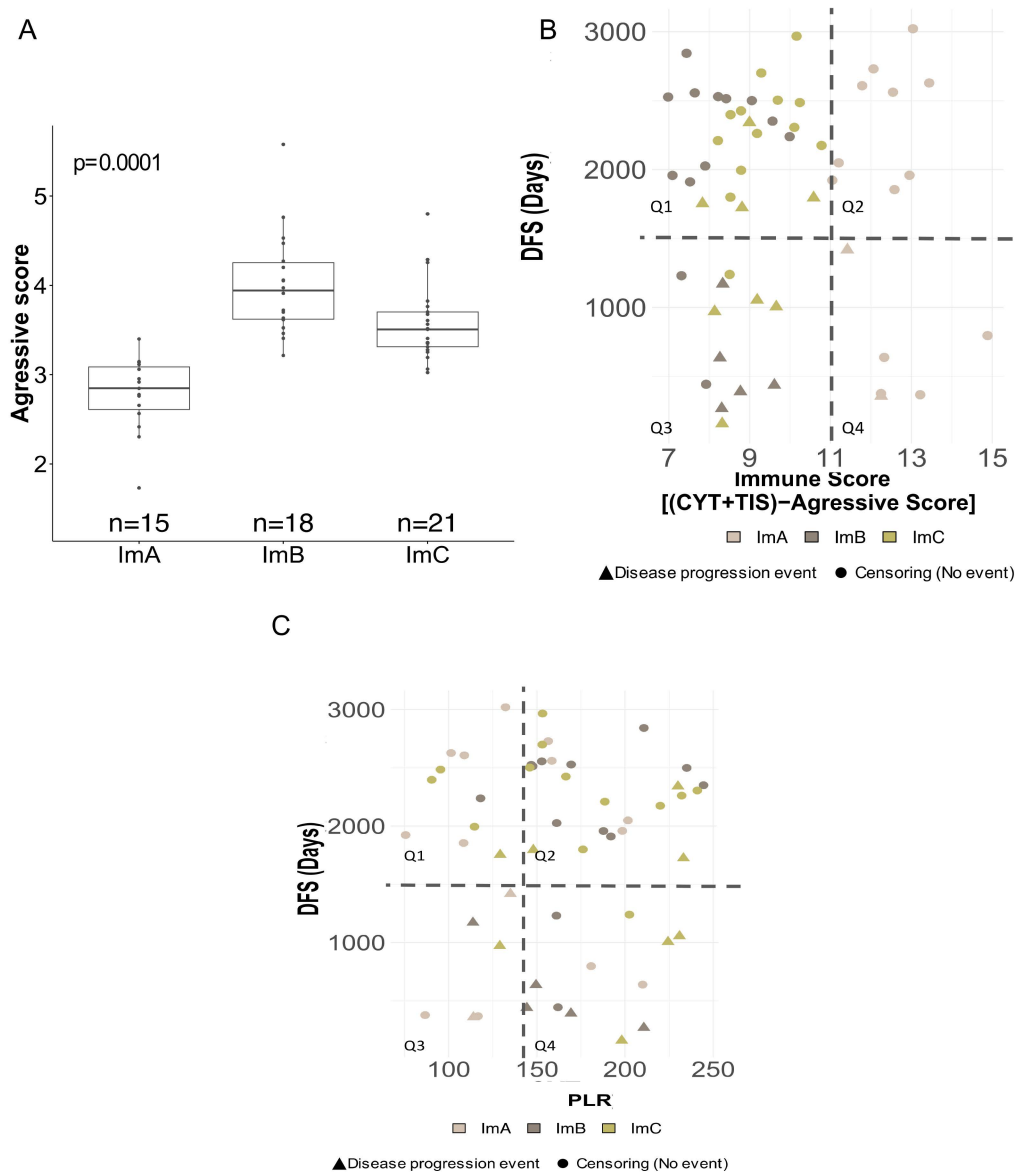 A
p=0.0001
5
4
3
2
Agressive score
n=15 n=18 n=21
ImA ImB ImC
B
3000
2000
1000
DFS (Days)
Q1 Q2
Q3 Q4
7 9 11 13 15
Immune Score
[(CYT+TIS)−Agressive Score]
ImA ImB ImC
Disease progression event Censoring (No event)
C
3000
2000
1000
DFS (Days)
Q1 Q2
Q3 Q4
100 150 200 250
PLR
ImA ImB ImC
Disease progression event Censoring (No event)